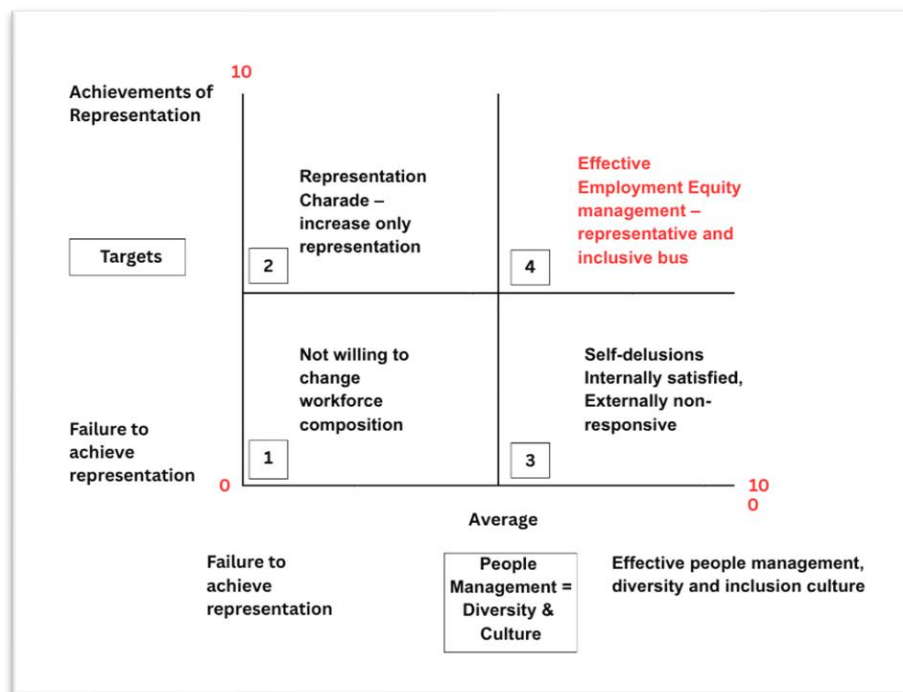 10
Achievements of
Representation
Representation
Charade –
increase only
representation
Effective
Employment Equity
management –
representative and
inclusive bus
Targets
2
4
Not willing to
change
workforce
composition
Self-delusions
Internally satisfied,
Externally non-
responsive
Failure to
achieve
representation
1
3
0
10
0
Average
Failure to
achieve
representation
People
Management =
Diversity &
Culture
Effective people management,
diversity and inclusion culture